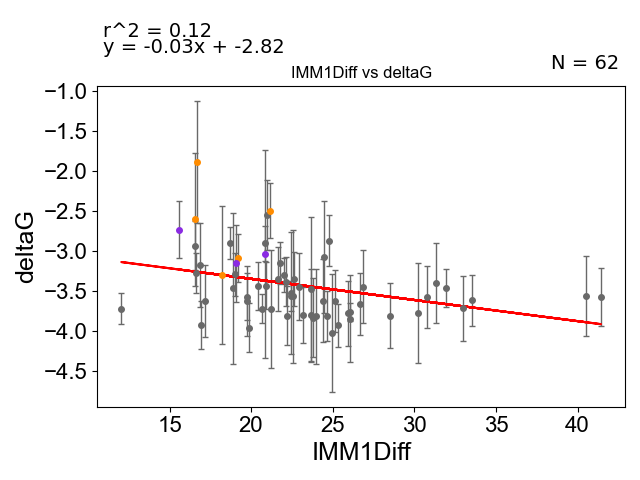 r^2 = 0.12
y = -0.03x + -2.82
N = 62
IMM1Diff vs deltaG
−1.0
−1.5
−2.0
−2.5
−3.0
−3.5
−4.0
−4.5
deltaG
15 20 25 30 35 40
IMM1Diff